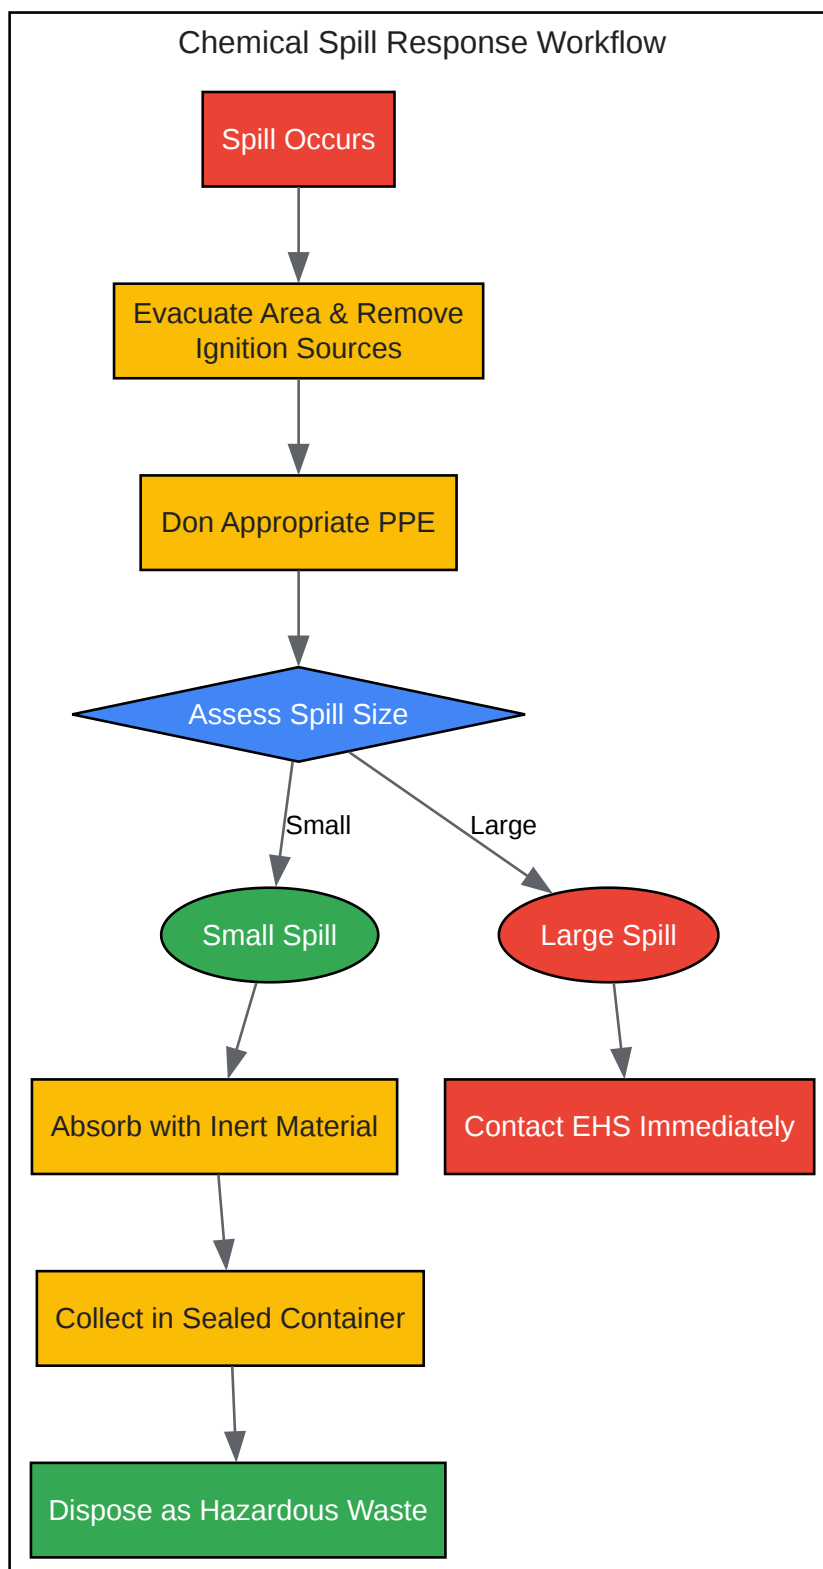 Chemical Spill Response Workflow
Spill Occurs
Evacuate Area & Remove
Ignition Sources
Don Appropriate PPE
Assess Spill Size
Small
Large
Small Spill
Large Spill
Absorb with Inert Material
Contact EHS Immediately
Collect in Sealed Container
Dispose as Hazardous Waste